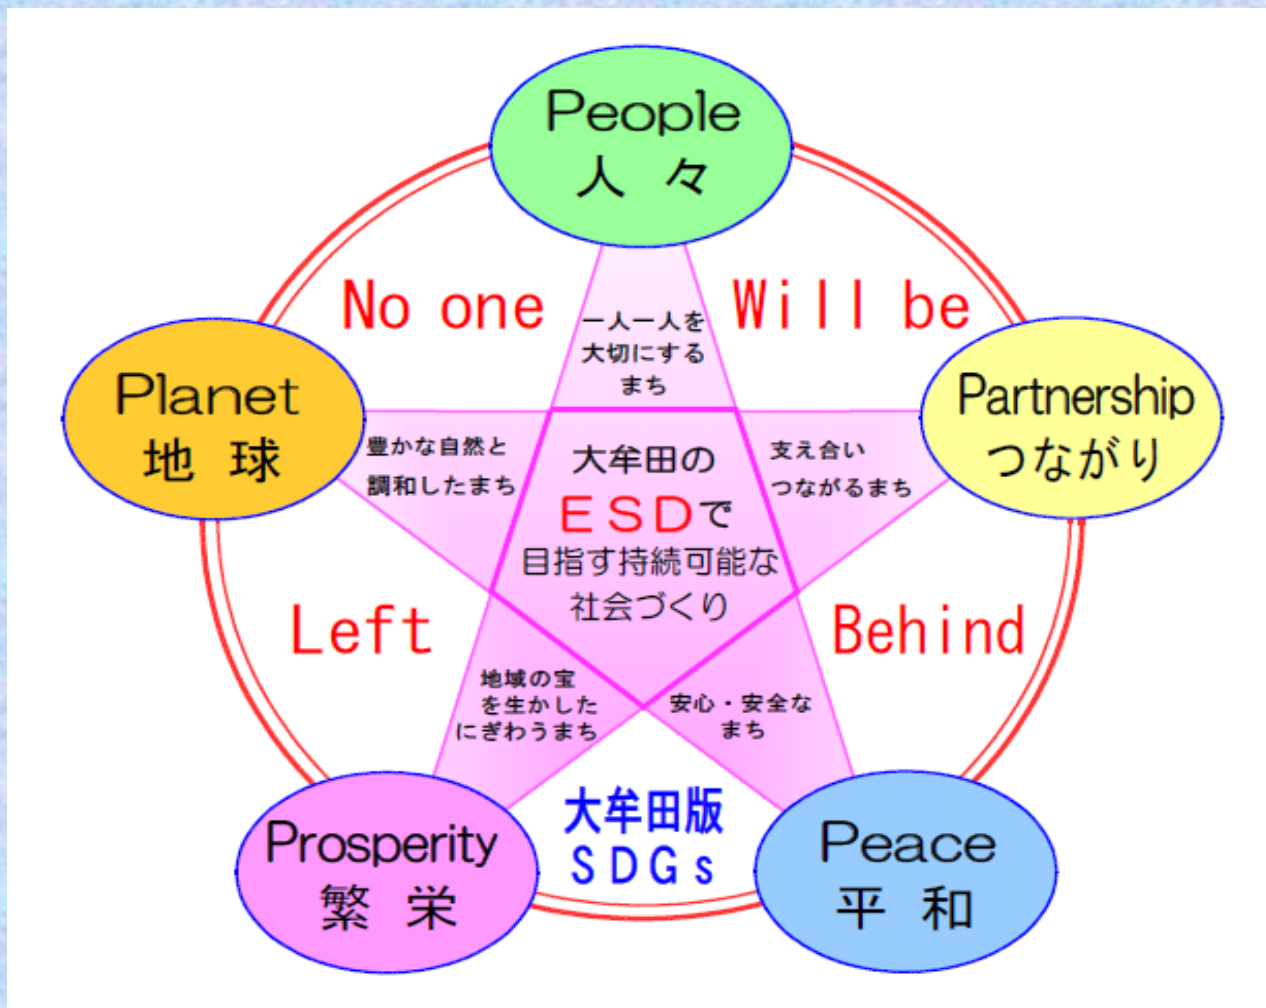 People
人々
No one
Will be
一人一人を
大切にする
まち
Planet
地球
Partnership
つながり
豊かな自然と
調和したまち
大牟田の
ESDで
目指す持続可能な
社会づくり
支え合い
つながるまち
Left
Behind
地域の宝
を生かした
にぎわうまち
安心・安全な
まち
大牟田版
SDGs
Prosperity
繁栄
Peace
平和